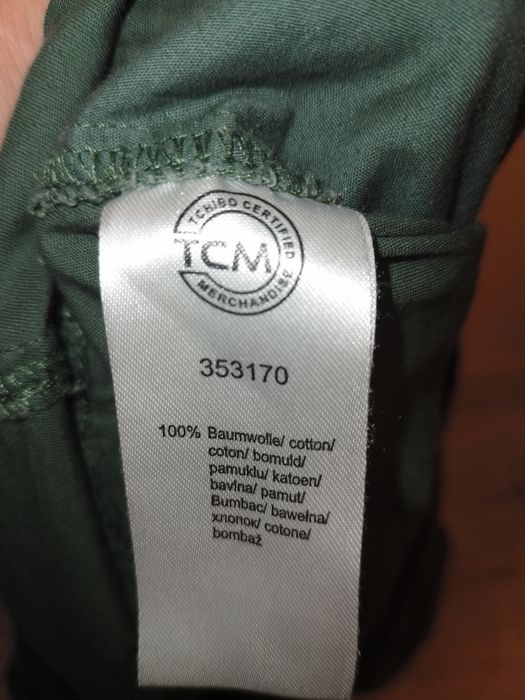 TCHIBO CERTIFIED
TCM
MERCHANDISE
353170
100% Baumwolle/ cotton/
coton/ bomuld/
pamuklu/ katoen/
bavlna/ pamut/
Bumbac/ bawełna/
хлопок/ cotone/
bombaž